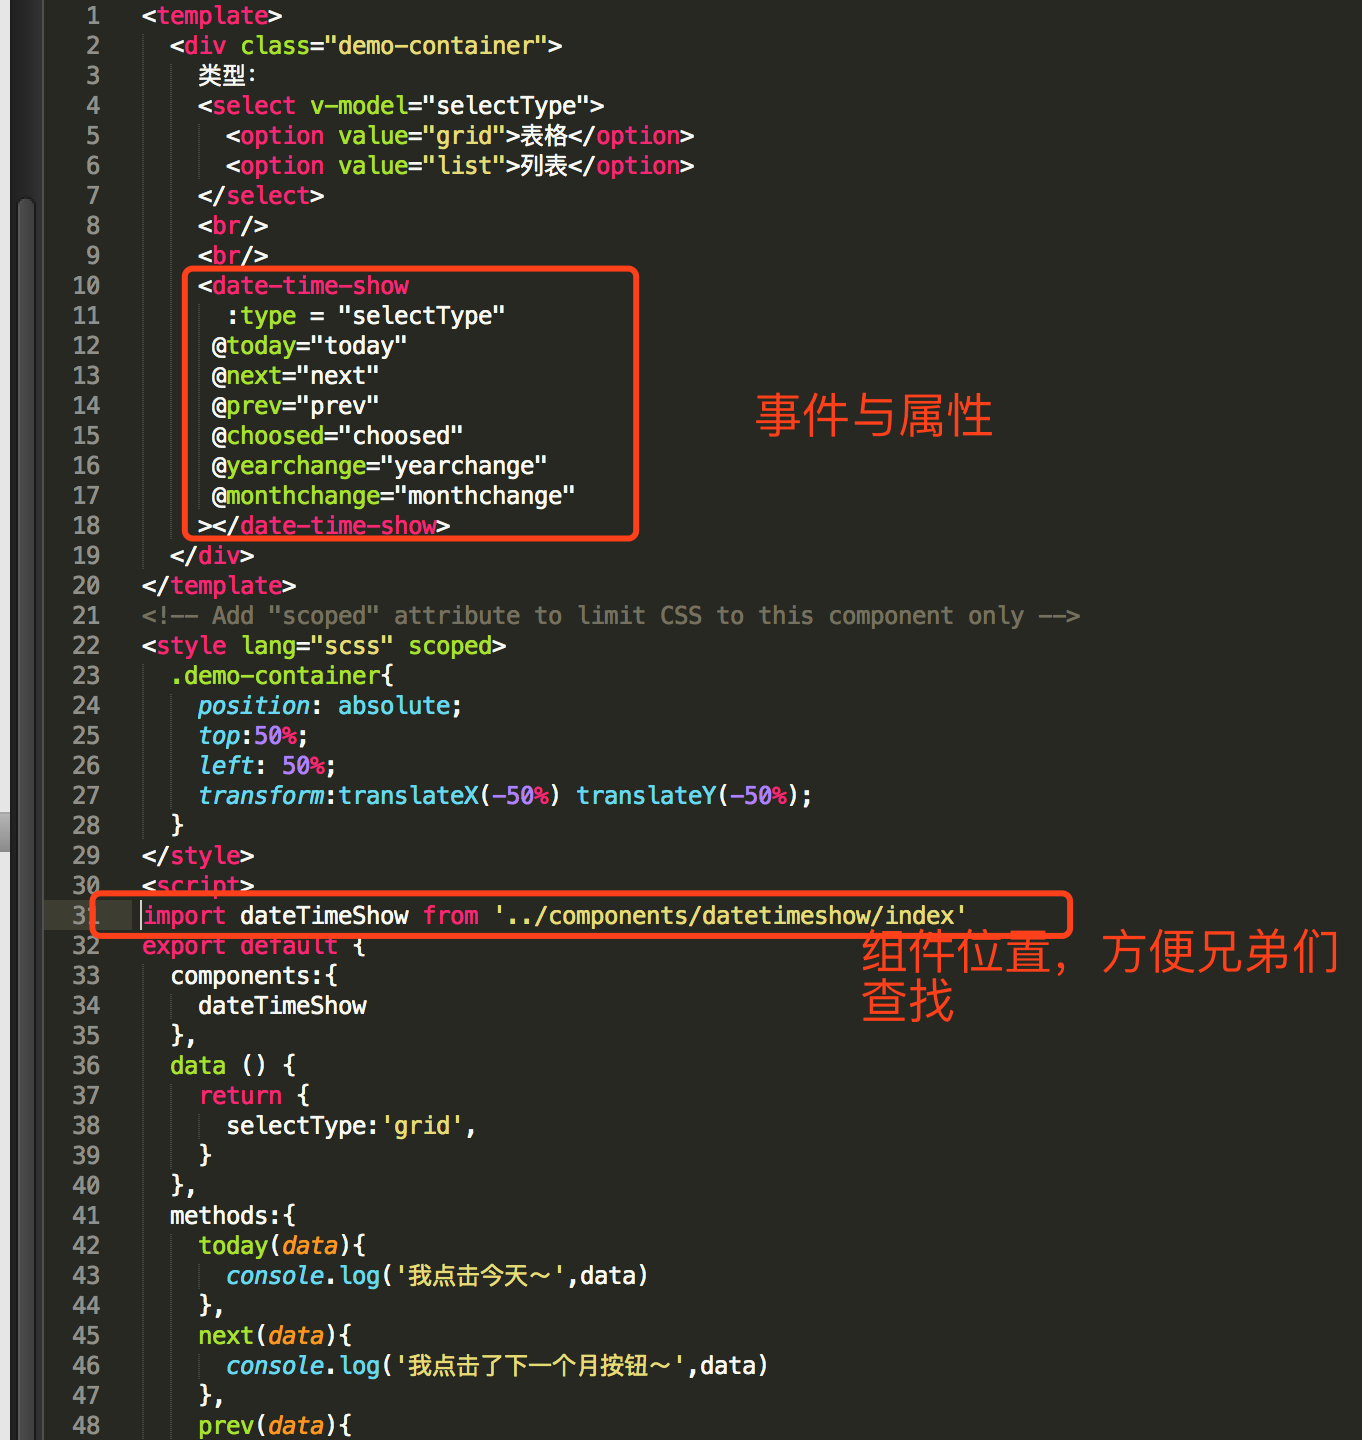 1 <template>
2 <div class="demo-container">
3 类型：
4 <select v-model="selectType">
5 <option value="grid">表格</option>
6 <option value="list">列表</option>
7 </select>
8 <br/>
9 <br/>
10 <date-time-show
11 :type = "selectType"
12 @today="today"
13 @next="next"
14 @prev="prev"
事件与属性
15 @choosed="choosed"
16 @yearchange="yearchange"
17 @monthchange="monthchange"
18 ></date-time-show>
19 </div>
20 </template>
21 <!-- Add "scoped" attribute to limit CSS to this component only -->
22 <style lang="scss" scoped>
23 .demo-container{
24 position: absolute;
25 top:50%;
26 left: 50%;
27 transform:translateX(-50%) translateY(-50%);
28 }
29 </style>
30 <script>
31 import dateTimeShow from '../components/datetimeshow/index'
32 export default {
组件位置，方便兄弟们
查找
33 components:{
34 dateTimeShow
35 },
36 data () {
37 return {
38 selectType:'grid',
39 }
40 },
41 methods:{
42 today(data){
43 console.log('我点击今天～',data)
44 },
45 next(data){
46 console.log('我点击了下一个月按钮～',data)
47 },
48 prev(data){